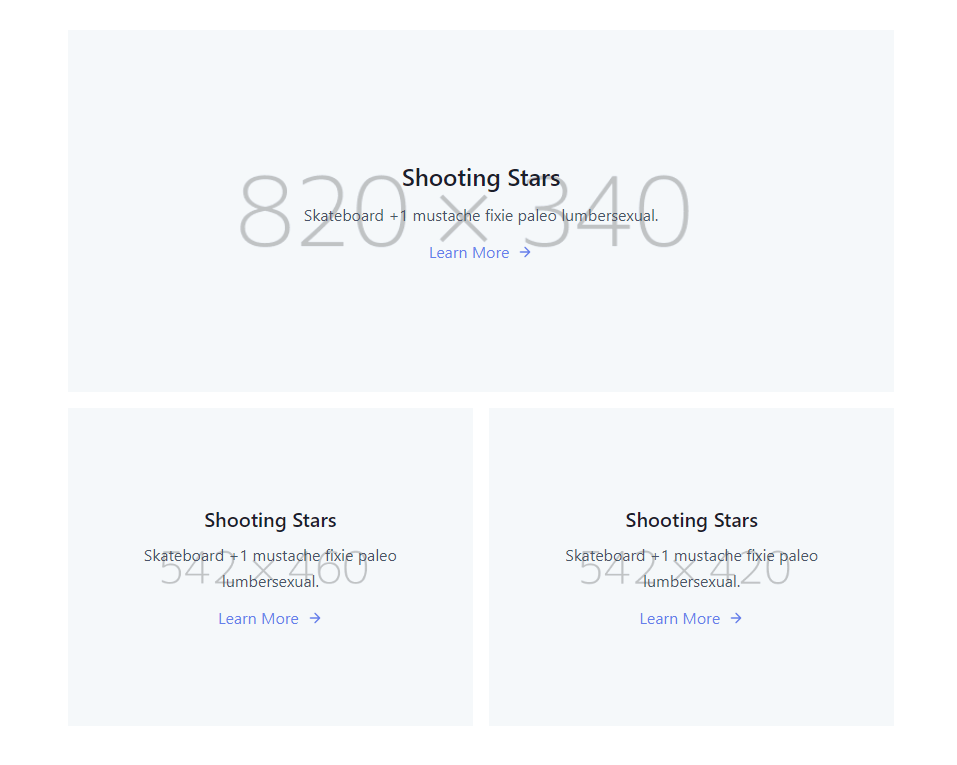 820 × 340
Shooting Stars
Skateboard +1 mustache fixie paleo lumbersexual.
Learn More →
542 × 460
Shooting Stars
Skateboard +1 mustache fixie paleo
lumbersexual.
Learn More →
542 × 420
Shooting Stars
Skateboard +1 mustache fixie paleo
lumbersexual.
Learn More →